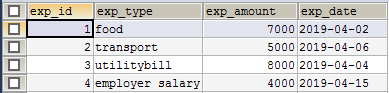 exp_id exp_type exp_amount exp_date
1 food 7000 2019-04-02
2 transport 5000 2019-04-06
3 utilitybill 8000 2019-04-04
4 employer salary 4000 2019-04-15